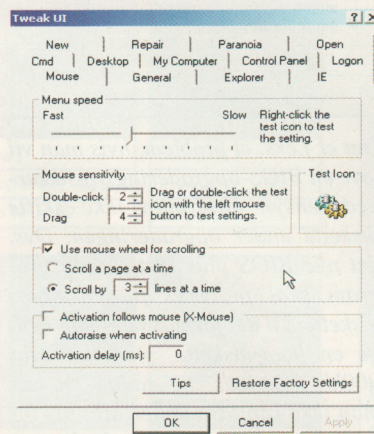 Tweak UI
New Repair Paranoia Open
Cmd Desktop My Computer Control Panel Logon
Mouse General Explorer IE
Menu speed
Fast Slow
Right-click the
test icon to test
the setting.
Mouse sensitivity
Double-click 2
Drag 4
Drag or double-click the test
icon with the left mouse
button to test settings.
Test Icon
Use mouse wheel for scrolling
Scroll a page at a time
Scroll by 3 lines at a time
Activation follows mouse (X-Mouse)
Autoraise when activating
Activation delay (ms): 0
Tips Restore Factory Settings
OK Cancel Apply